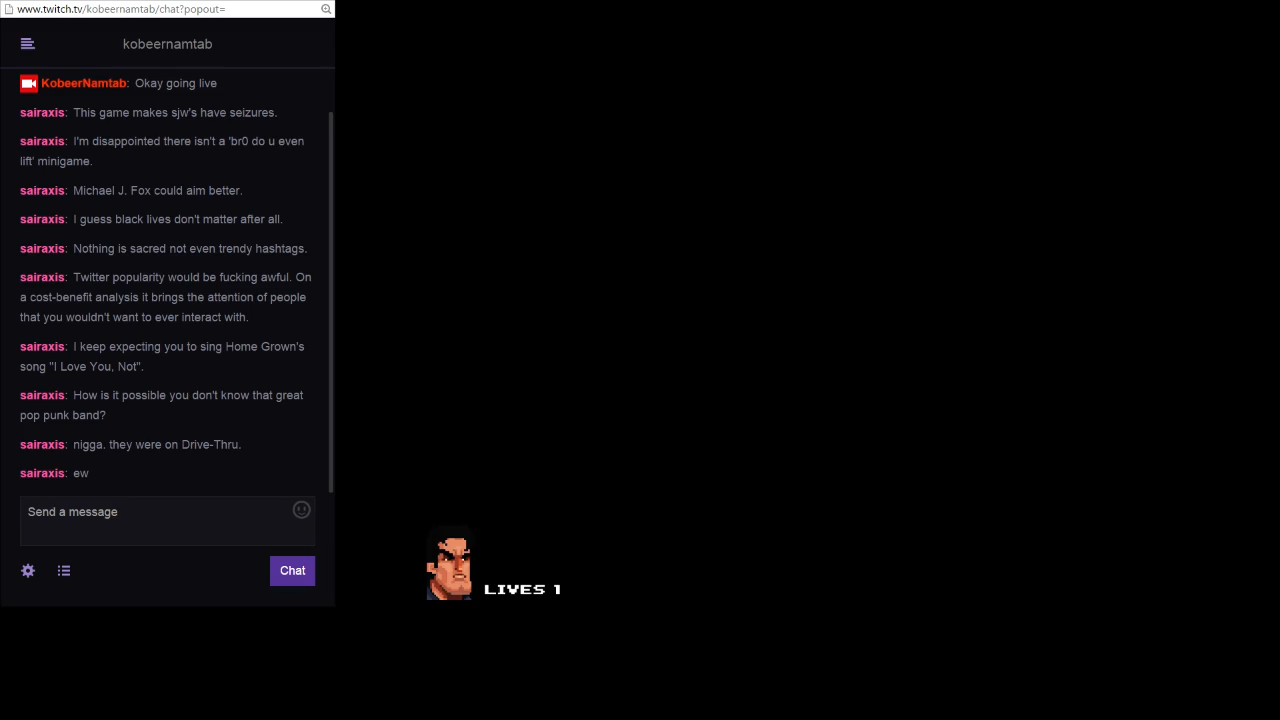 www.twitch.tv/kobeernamtab/chat?popout=
kobeernamtab
KobeerNamtab: Okay going live
sairaxis: This game makes sjw's have seizures.
sairaxis: I'm disappointed there isn't a 'br0 do u even
lift' minigame.
sairaxis: Michael J. Fox could aim better.
sairaxis: I guess black lives don't matter after all.
sairaxis: Nothing is sacred not even trendy hashtags.
sairaxis: Twitter popularity would be fucking awful. On
a cost-benefit analysis it brings the attention of people
that you wouldn't want to ever interact with.
sairaxis: I keep expecting you to sing Home Grown's
song "I Love You, Not".
sairaxis: How is it possible you don't know that great
pop punk band?
sairaxis: nigga. they were on Drive-Thru.
sairaxis: ew
Send a message
Chat
LIVES 1